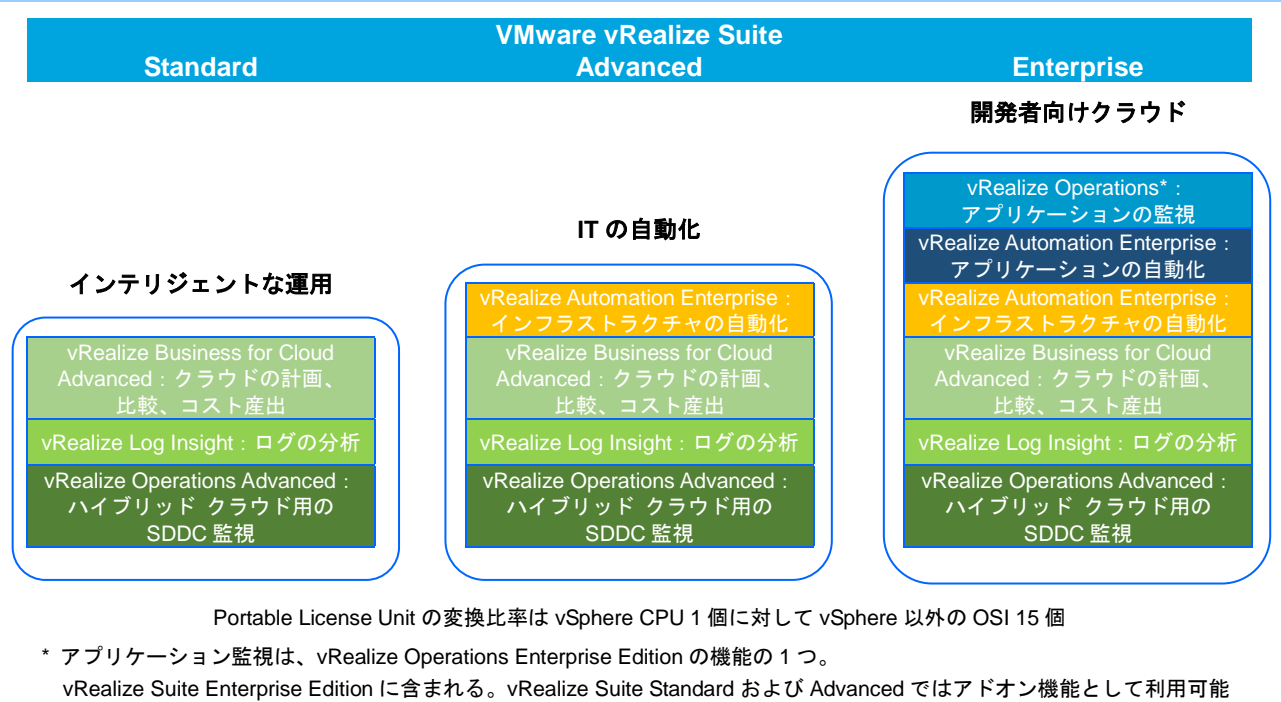 VMware vRealize Suite
Standard
Advanced
Enterprise
インテリジェントな運用
vRealize Business for Cloud
Advanced：クラウドの計画、
比較、コスト産出
vRealize Log Insight：ログの分析
vRealize Operations Advanced：
ハイブリッド クラウド用の
SDDC 監視
IT の自動化
vRealize Automation Enterprise：
インフラストラクチャの自動化
vRealize Business for Cloud
Advanced：クラウドの計画、
比較、コスト産出
vRealize Log Insight：ログの分析
vRealize Operations Advanced：
ハイブリッド クラウド用の
SDDC 監視
開発者向けクラウド
vRealize Operations*：
アプリケーションの監視
vRealize Automation Enterprise：
アプリケーションの自動化
vRealize Automation Enterprise：
インフラストラクチャの自動化
vRealize Business for Cloud
Advanced：クラウドの計画、
比較、コスト産出
vRealize Log Insight：ログの分析
vRealize Operations Advanced：
ハイブリッド クラウド用の
SDDC 監視
Portable License Unit の変換比率は vSphere CPU 1 個に対して vSphere 以外の OSI 15 個
* アプリケーション監視は、vRealize Operations Enterprise Edition の機能の 1 つ。
vRealize Suite Enterprise Edition に含まれる。vRealize Suite Standard および Advanced ではアドオン機能として利用可能